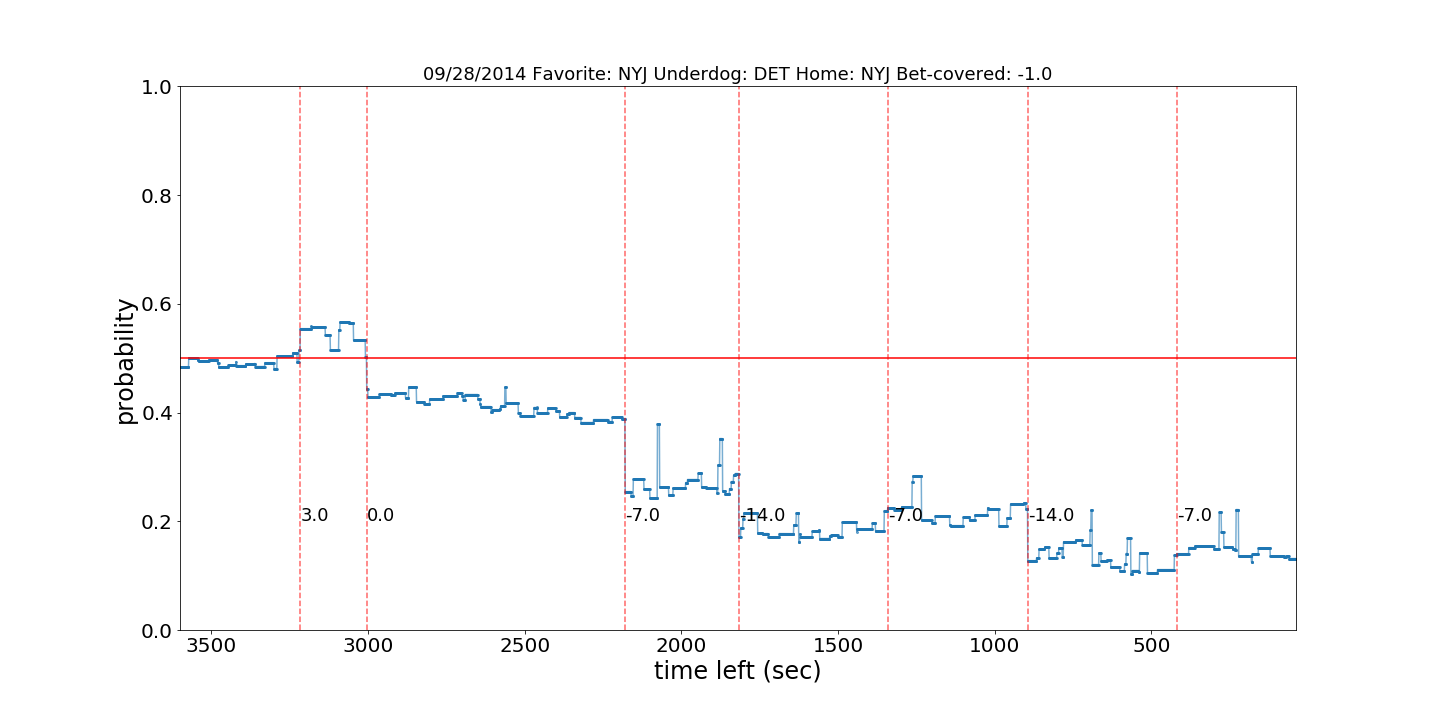 09/28/2014 Favorite: NYJ Underdog: DET Home: NYJ Bet-covered: -1.0
1.0
0.8
0.6
0.4
0.2
0.0
probability
3.0 0.0 -7.0 -14.0 -7.0 -14.0 -7.0
3500 3000 2500 2000 1500 1000 500
time left (sec)